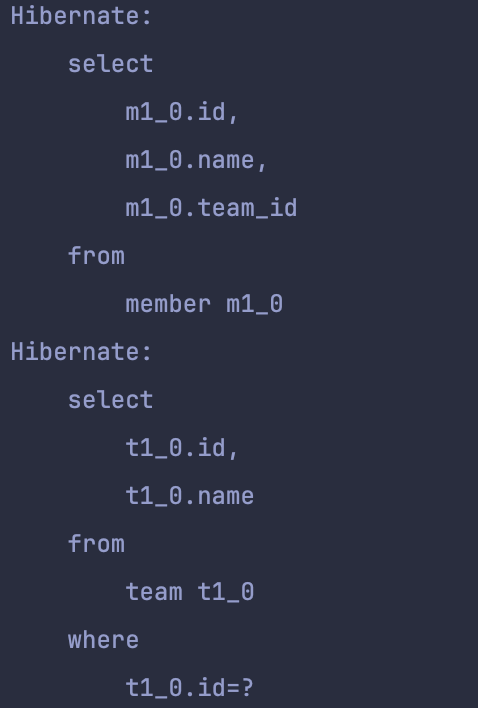 Hibernate:
    select
        m1_0.id,
        m1_0.name,
        m1_0.team_id
    from
        member m1_0
Hibernate:
    select
        t1_0.id,
        t1_0.name
    from
        team t1_0
    where
        t1_0.id=?